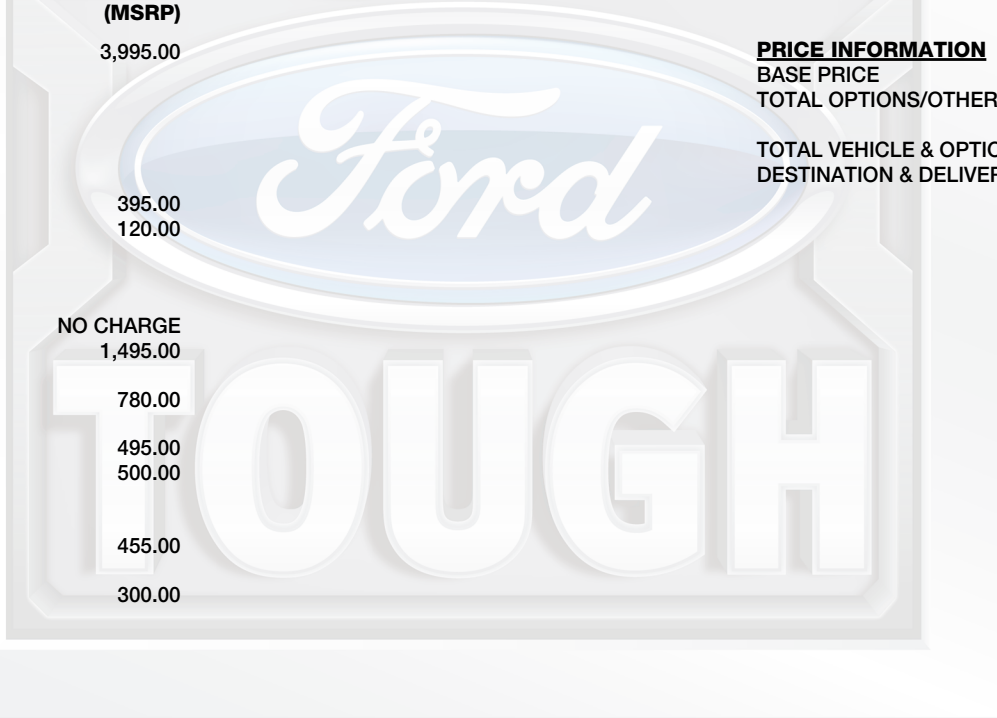 (MSRP)
3,995.00
395.00
120.00
NO CHARGE
1,495.00
780.00
495.00
500.00
455.00
300.00
PRICE INFORMATION
BASE PRICE
TOTAL OPTIONS/OTHER
TOTAL VEHICLE & OPTIO
DESTINATION & DELIVER
Ford
TOUGH